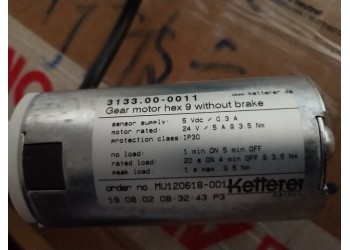 www.ketterer.de
3133.00-0011
Gear motor hex 9 without brake
sensor supply: 5 Vdc / 0.3 A
motor rated: 24 V / 5 A @ 3.5 Nm
protection class: IP30
no load: 1 min ON 5 min OFF
rated load: 20 s ON 4 min OFF @ 3.5 Nm
peak load: 1 s max @ 5 Nm
order no. MU120618-001
Ketterer
19.08.02 08:32:43 P3